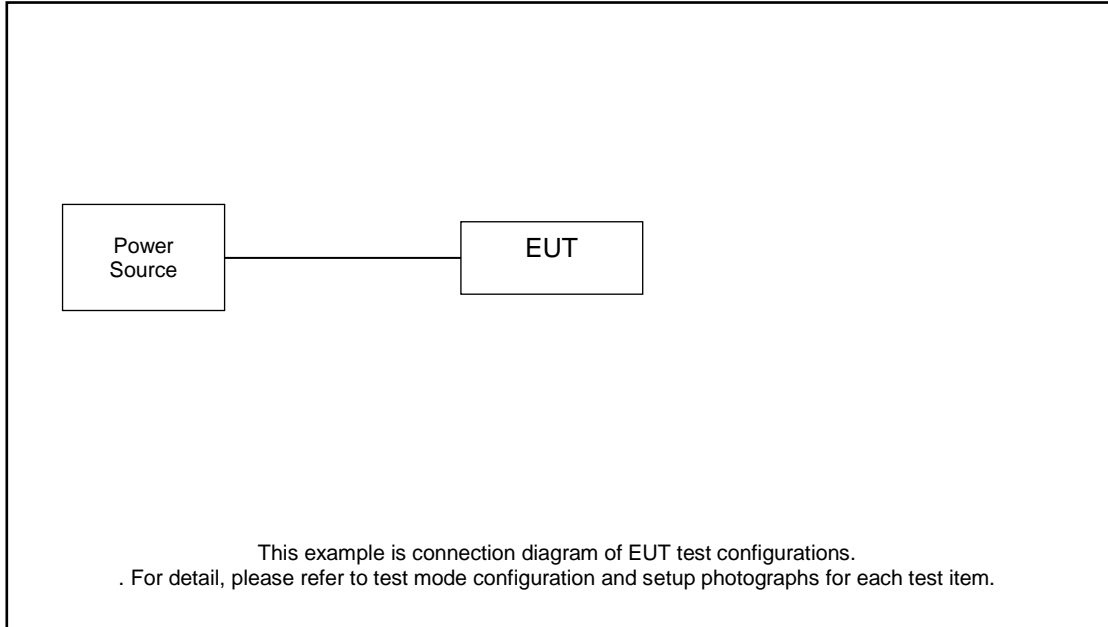 Power
Source
EUT
This example is connection diagram of EUT test configurations.
. For detail, please refer to test mode configuration and setup photographs for each test item.